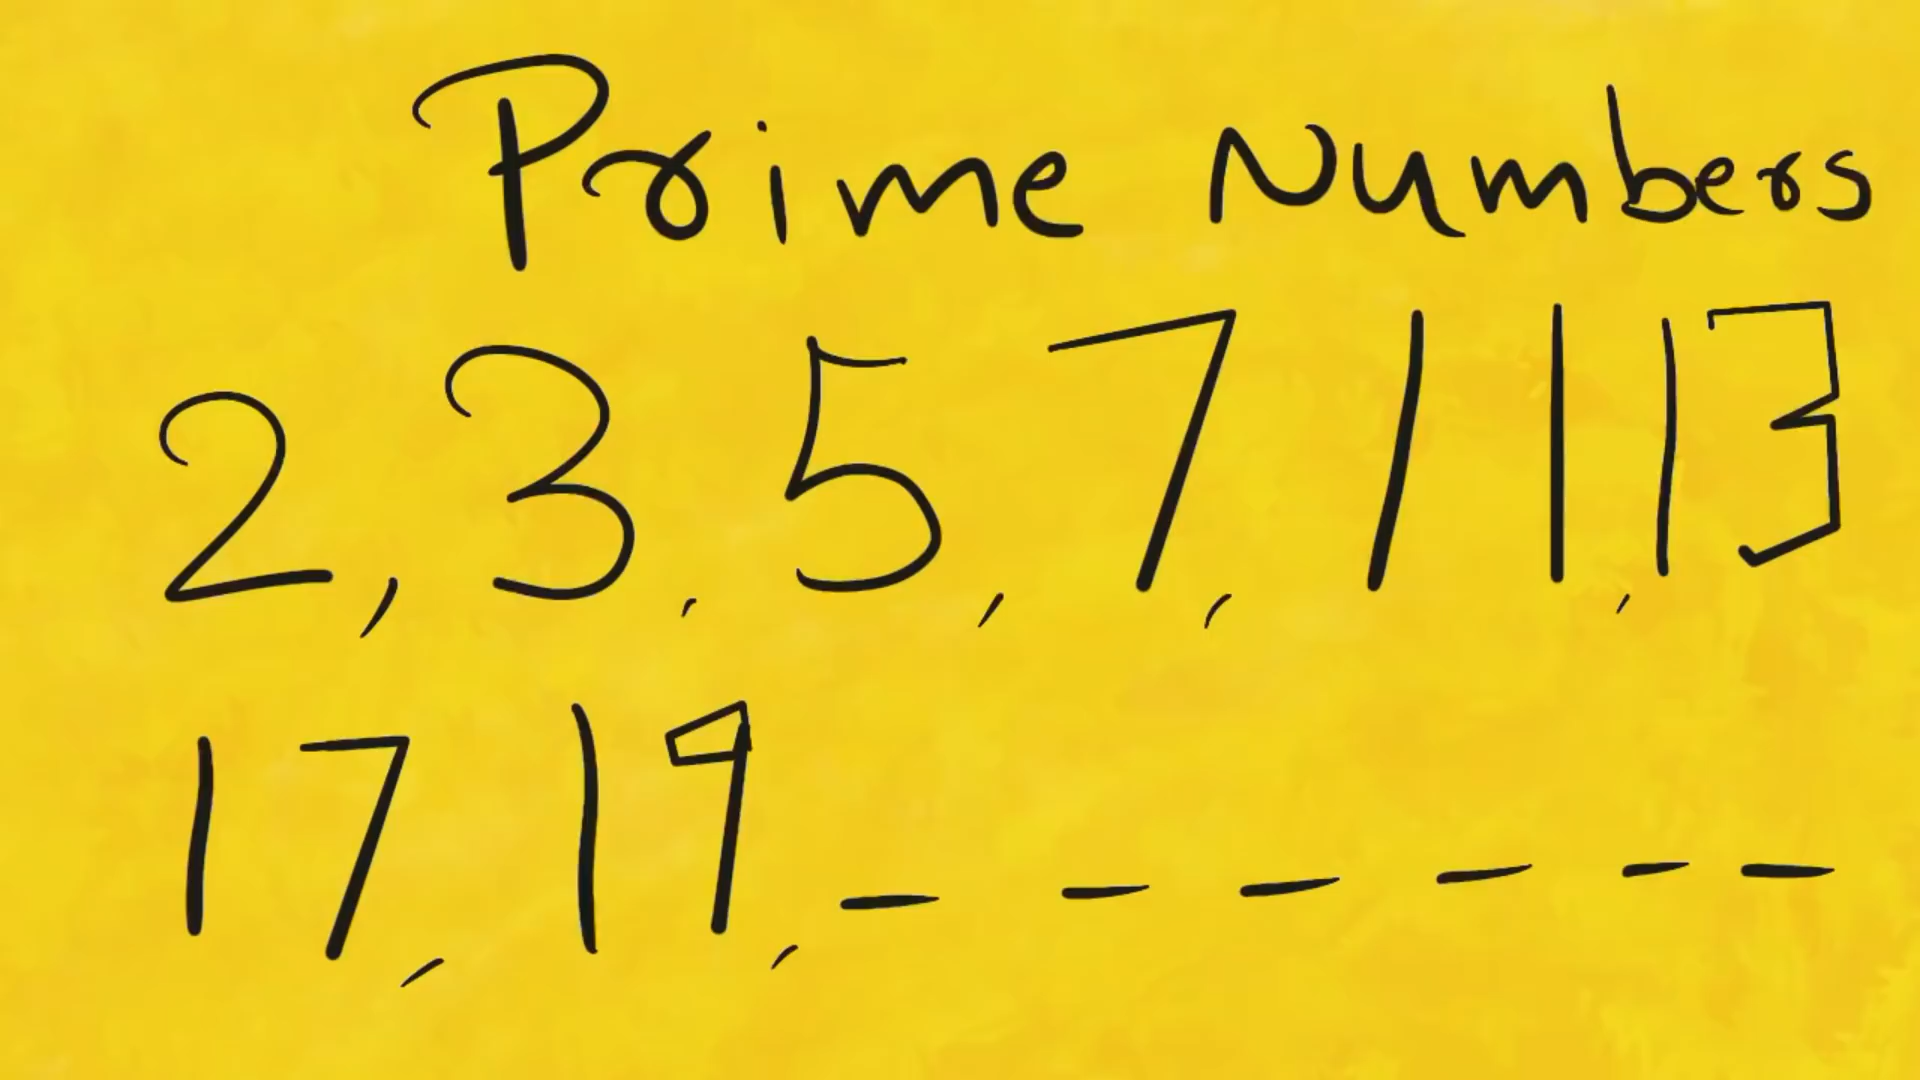 Prime Numbers
2, 3, 5, 7, 11, 13
17, 19, – – – – – –